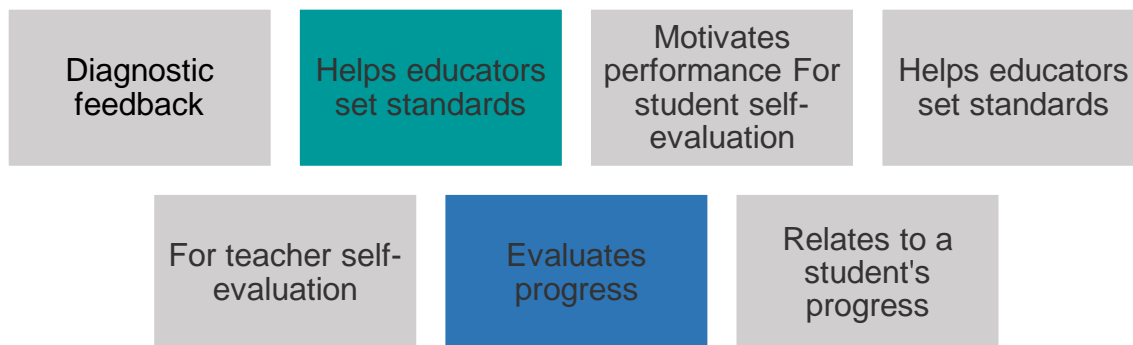 Diagnostic
feedback
Helps educators
set standards
Motivates
performance For
student self-
evaluation
Helps educators
set standards
For teacher self-
evaluation
Evaluates
progress
Relates to a
student's
progress